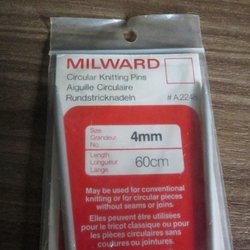 MILWARD
Circular Knitting Pins
Aiguille Circulaire
Rundstricknadeln
Size
Grandeur
No.
4mm
Length
Longueur
Lange
60cm
May be used for conventional
knitting or for circular pieces
without seams or joins.
Elles peuvent être utilisées
pour le tricot classique ou pour
les pièces circulaires sans
coutures ou jointures.